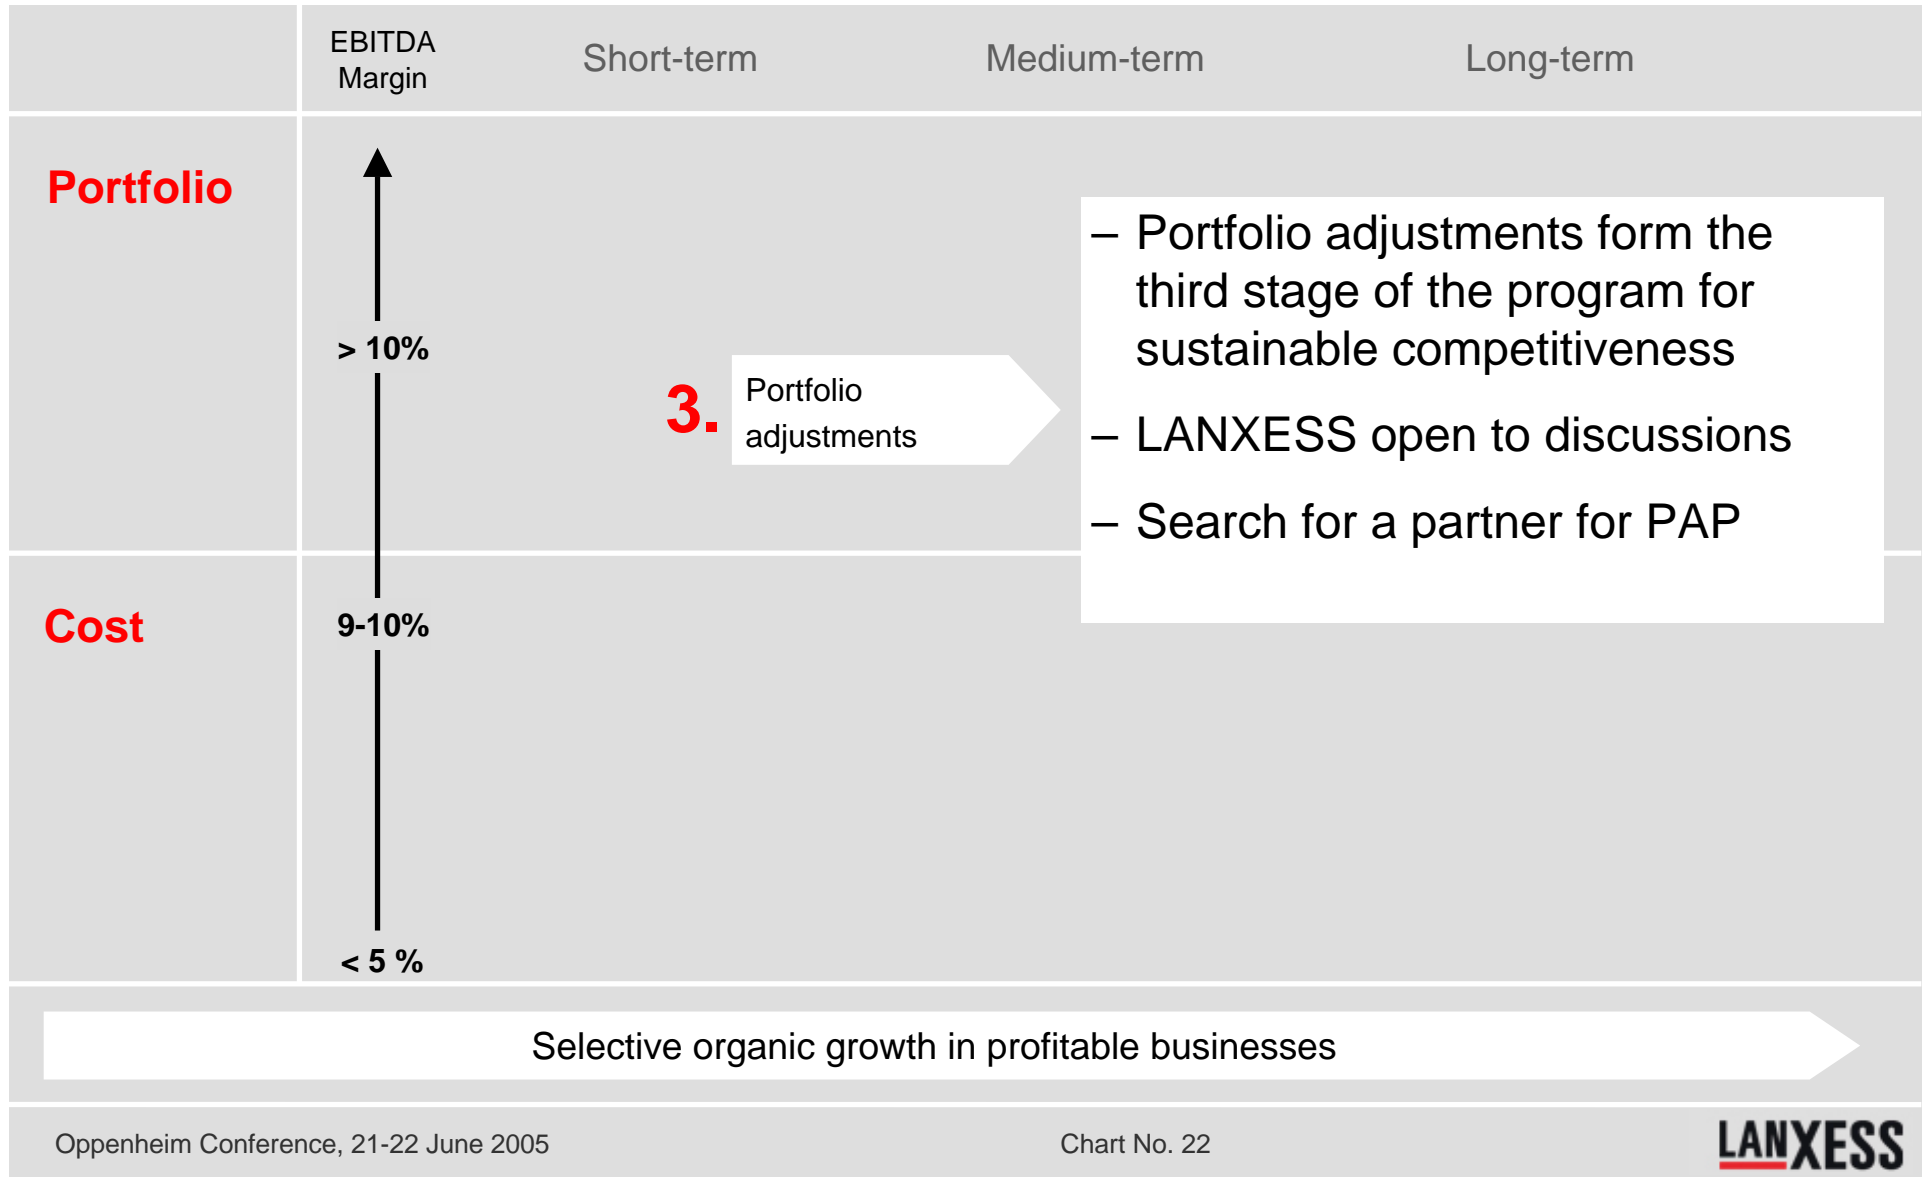 EBITDA
Margin
Short-term
Medium-term
Long-term
Portfolio
> 10%
3.
Portfolio
adjustments
– Portfolio adjustments form the
third stage of the program for
sustainable competitiveness
– LANXESS open to discussions
– Search for a partner for PAP
Cost
9-10%
< 5 %
Selective organic growth in profitable businesses
Oppenheim Conference, 21-22 June 2005
Chart No. 22
LANXESS